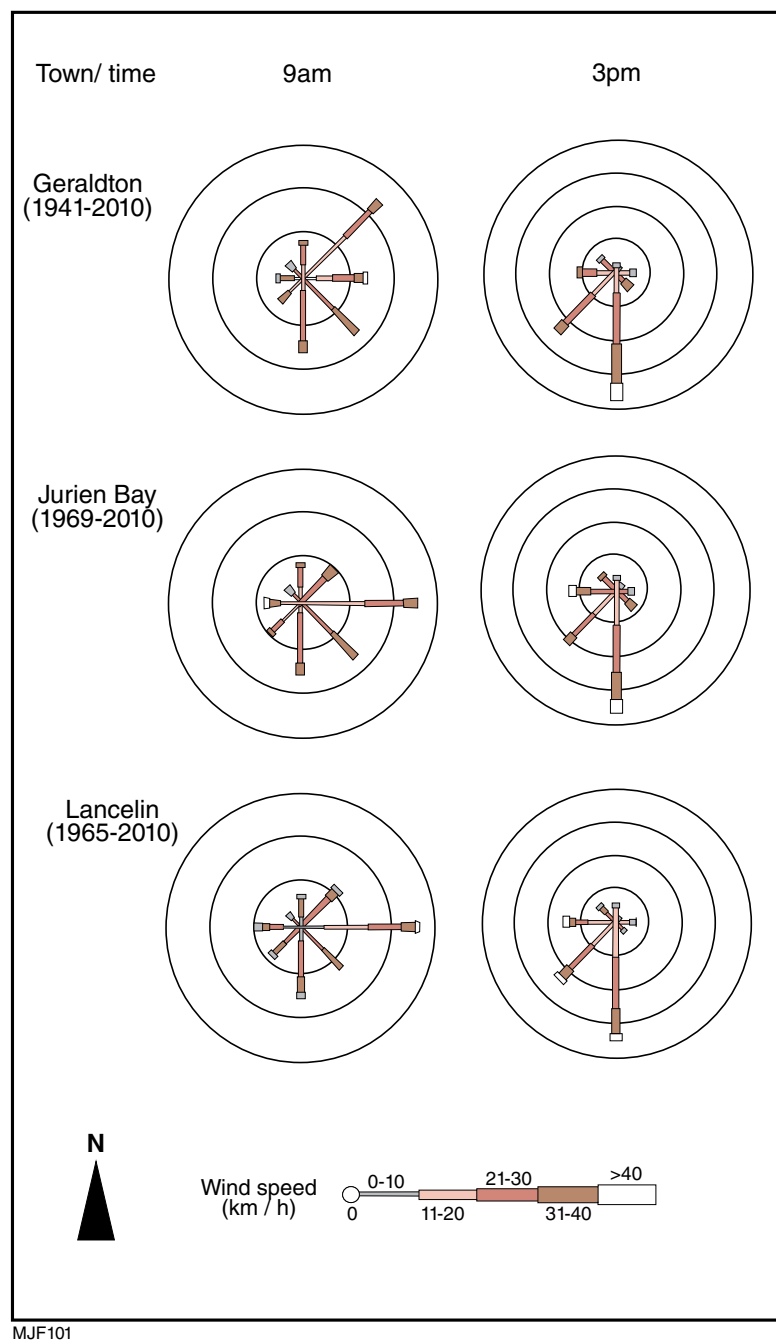 Town/ time 9am 3pm
Geraldton
(1941-2010)
Jurien Bay
(1969-2010)
Lancelin
(1965-2010)
N
Wind speed
(km / h)
0-10 21-30 >40
0 11-20 31-40
MJF101